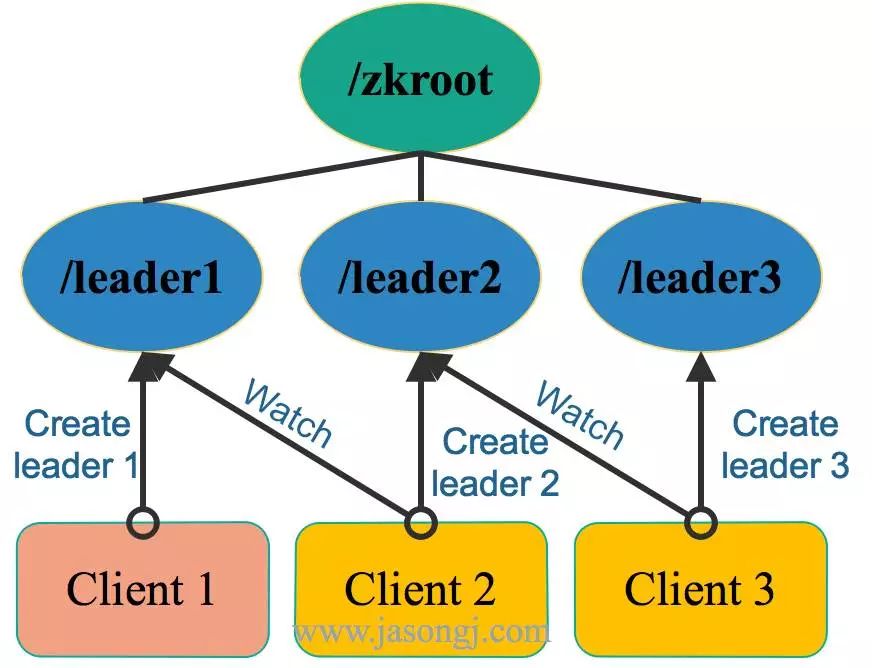 /zkroot
/leader1
/leader2
/leader3
Create
leader 1
Watch
Create
leader 2
Watch
Create
leader 3
Client 1
Client 2
Client 3
www.jasongj.com